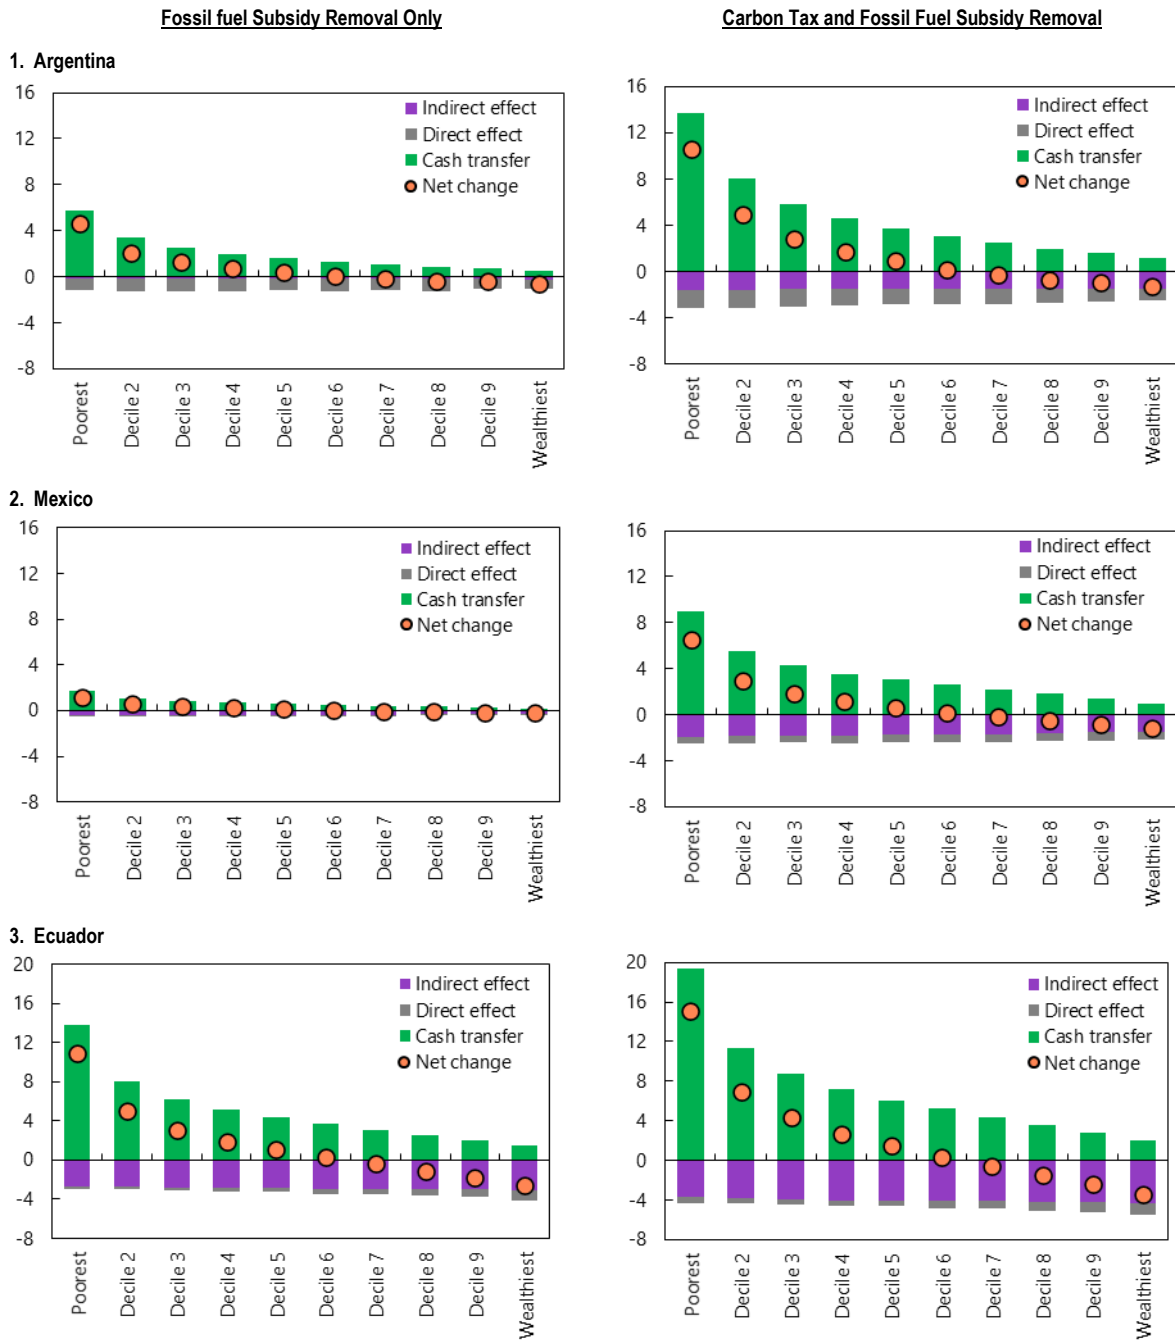 Fossil fuel Subsidy Removal Only
Carbon Tax and Fossil Fuel Subsidy Removal
1. Argentina
16
12
8
4
0
-4
-8
Indirect effect
Direct effect
Cash transfer
Net change
Poorest
Decile 2
Decile 3
Decile 4
Decile 5
Decile 6
Decile 7
Decile 8
Decile 9
Wealthiest
16
12
8
4
0
-4
-8
Indirect effect
Direct effect
Cash transfer
Net change
Poorest
Decile 2
Decile 3
Decile 4
Decile 5
Decile 6
Decile 7
Decile 8
Decile 9
Wealthiest
2. Mexico
16
12
8
4
0
-4
-8
Indirect effect
Direct effect
Cash transfer
Net change
Poorest
Decile 2
Decile 3
Decile 4
Decile 5
Decile 6
Decile 7
Decile 8
Decile 9
Wealthiest
16
12
8
4
0
-4
-8
Indirect effect
Direct effect
Cash transfer
Net change
Poorest
Decile 2
Decile 3
Decile 4
Decile 5
Decile 6
Decile 7
Decile 8
Decile 9
Wealthiest
3. Ecuador
20
16
12
8
4
0
-4
-8
Indirect effect
Direct effect
Cash transfer
Net change
Poorest
Decile 2
Decile 3
Decile 4
Decile 5
Decile 6
Decile 7
Decile 8
Decile 9
Wealthiest
20
16
12
8
4
0
-4
-8
Indirect effect
Direct effect
Cash transfer
Net change
Poorest
Decile 2
Decile 3
Decile 4
Decile 5
Decile 6
Decile 7
Decile 8
Decile 9
Wealthiest